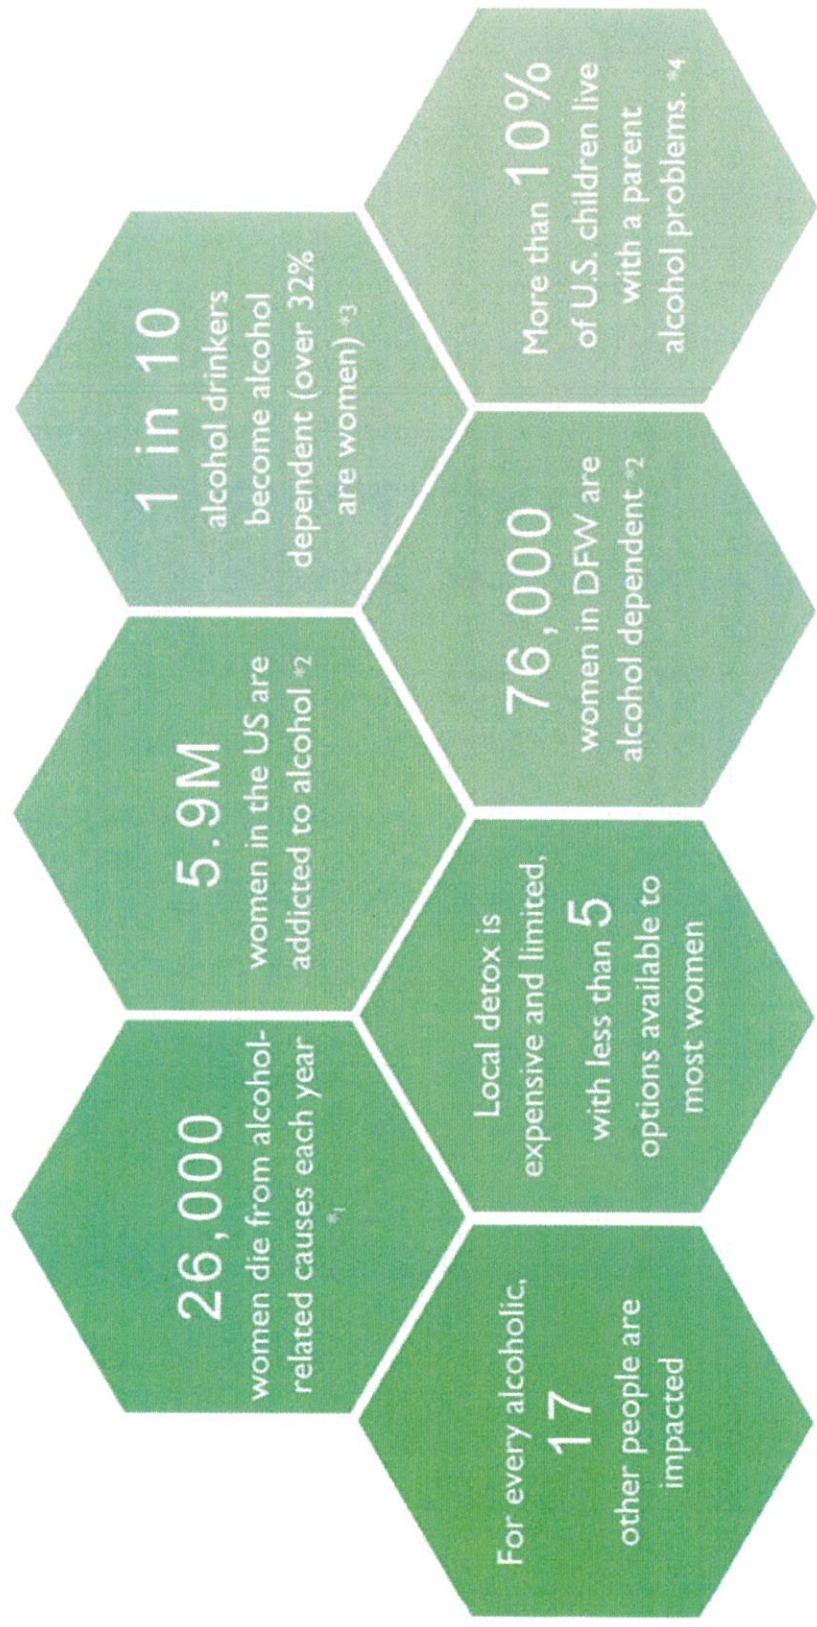 26,000
women die from alcohol-
related causes each year
*1
5.9M
women in the US are
addicted to alcohol *2
1 in 10
alcohol drinkers
become alcohol
dependent (over 32%
are women) *3
For every alcoholic,
17
other people are
impacted
Local detox is
expensive and limited,
with less than 5
options available to
most women
76,000
women in DFW are
alcohol dependent *2
More than 10%
of U.S. children live
with a parent
alcohol problems. *4